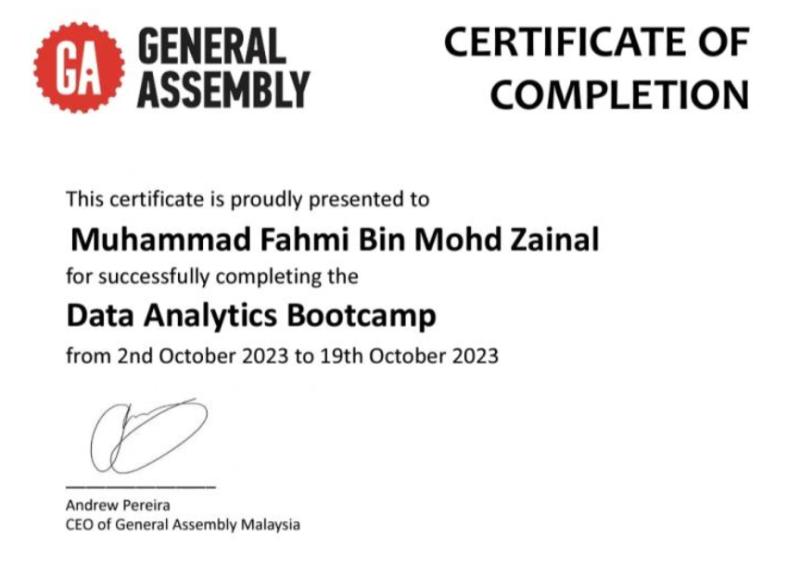 GA
GENERAL
ASSEMBLY
CERTIFICATE OF
COMPLETION
This certificate is proudly presented to
Muhammad Fahmi Bin Mohd Zainal
for successfully completing the
Data Analytics Bootcamp
from 2nd October 2023 to 19th October 2023
Andrew Pereira
CEO of General Assembly Malaysia